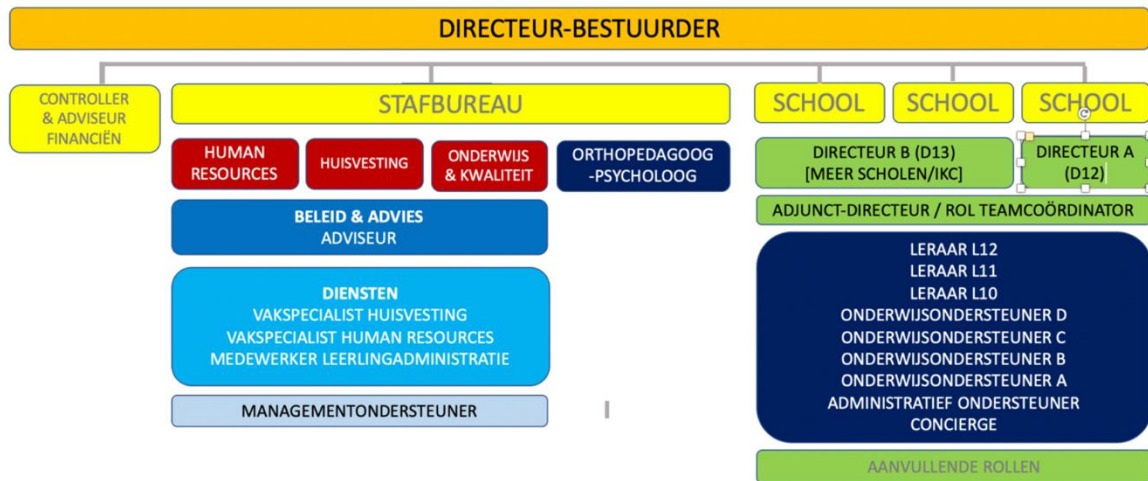 DIRECTEUR-BESTUURDER
CONTROLLER
& ADVISEUR
FINANCIËN
STAFBUREAU
SCHOOL
SCHOOL
SCHOOL
HUMAN
RESOURCES
HUISVESTING
ONDERWIJS
& KWALITEIT
ORTHOPEDAGOOG
-PSYCHOLOOG
DIRECTEUR B (D13)
[MEER SCHOLEN/IKC]
DIRECTEUR A
(D12)
BELEID & ADVIES
ADVISEUR
ADJUNCT-DIRECTEUR / ROL TEAMCOÖRDINATOR
DIENSTEN
VAKSPECIALIST HUISVESTING
VAKSPECIALIST HUMAN RESOURCES
MEDEWERKER LEERLINGADMINISTRATIE
MANAGEMENTONDERSTEUNER
LERAAR L12
LERAAR L11
LERAAR L10
ONDERWIJSONDERSTEUNER D
ONDERWIJSONDERSTEUNER C
ONDERWIJSONDERSTEUNER B
ONDERWIJSONDERSTEUNER A
ADMINISTRATIEF ONDERSTEUNER
CONCIERGE
AANVULLENDE ROLLEN